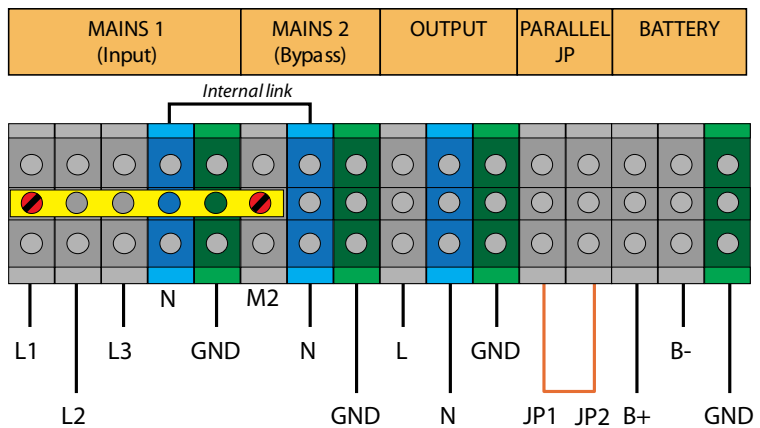 MAINS 1
(Input)
MAINS 2
(Bypass)
OUTPUT
PARALLEL
JP
BATTERY
Internal link
N
M2
L1
L3
GND
N
L
GND
B-
L2
GND
N
JP1
JP2
B+
GND